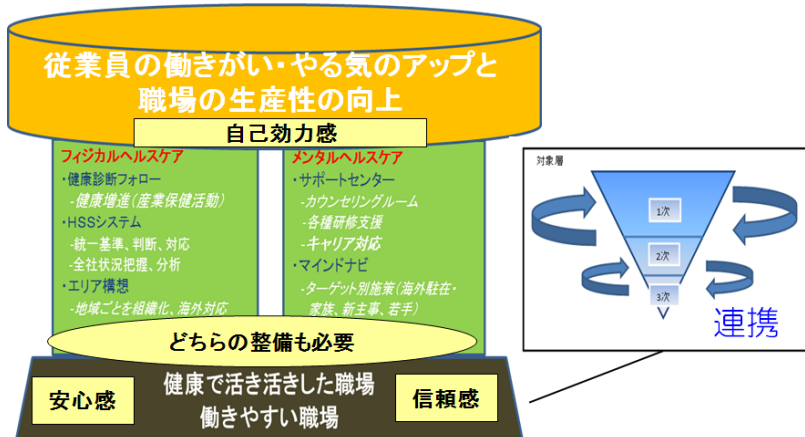 従業員の働きがい・やる気のアップと
職場の生産性の向上
自己効力感
フィジカルヘルスケア
・健康診断フォロー
-健康増進(産業保健活動)
・HSSシステム
-統一基準、判断、対応
-全社状況把握、分析
・エリア構想
-地域ごとを組織化、海外対応
メンタルヘルスケア
・サポートセンター
-カウンセリングルーム
-各種研修支援
-キャリア対応
・マインドナビ
-ターゲット別施策(海外駐在・
家族、新主事、若手)
どちらの整備も必要
安心感
健康で活き活きした職場
働きやすい職場
信頼感
対象層
1次
2次
3次
連携